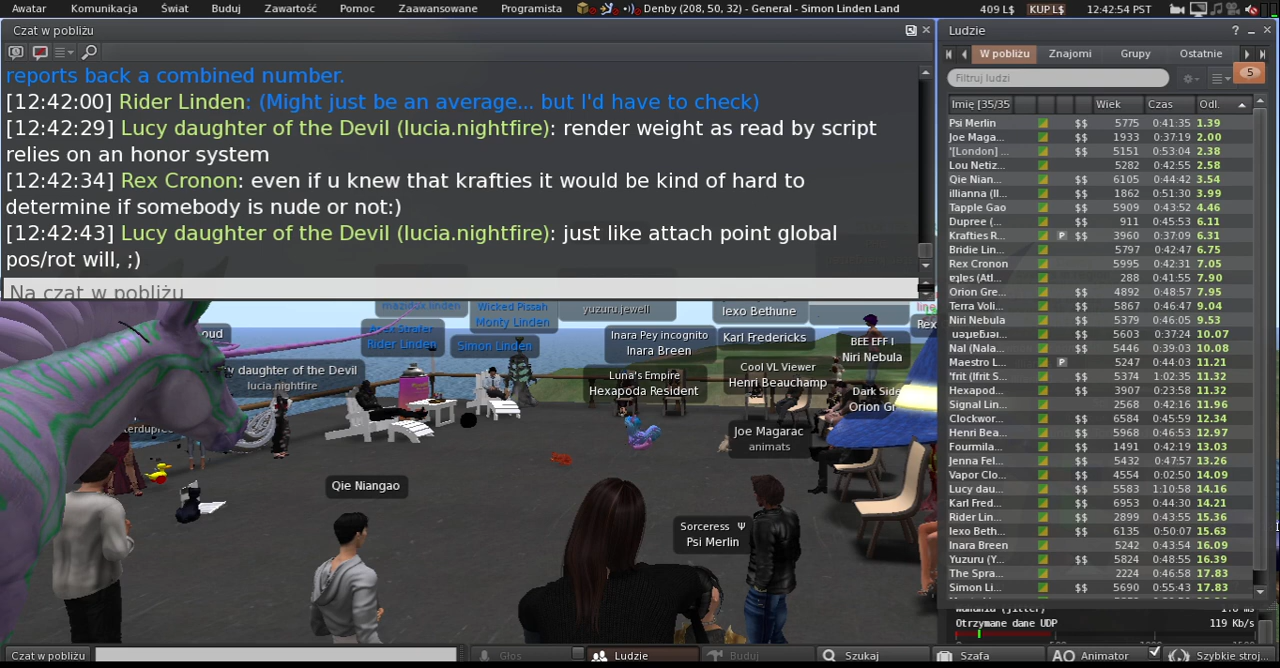 Awatar Komunikacja Świat Buduj Zawartość Pomoc Zaawansowane Programista Denby (208, 50, 32) - General - Simon Linden Land 409 L$ KUP L$ 12:42:54 PST
Czat w pobliżu
reports back a combined number.
[12:42:00] Rider Linden: (Might just be an average... but I'd have to check)
[12:42:29] Lucy daughter of the Devil (lucia.nightfire): render weight as read by script
relies on an honor system
[12:42:34] Rex Cronon: even if u knew that krafties it would be kind of hard to
determine if somebody is nude or not:)
[12:42:43] Lucy daughter of the Devil (lucia.nightfire): just like attach point global
pos/rot will, ;)
Na czat w pobliżu
mazidox.linden
Wicked Pissah
Monty Linden
yuzuru jewell
Iexo Bethune
Rex
oud
Apex Strafer
Rider Linden
Simon Linden
Inara Pey incognito
Inara Breen
Karl Fredericks
BEE EFF I
Niri Nebula
y daughter of the Devil
lucia.nightfire
Luna's Empire
Hexapoda Resident
Cool VL Viewer
Henri Beauchamp
Dark Side
Orion Gr
Joe Magarac
animats
Qie Niangao
Sorceress Ψ
Psi Merlin
Ludzie
W pobliżu Znajomi Grupy Ostatnie
Filtruj ludzi
5
Imię [35/35 Wiek Czas Odl.
Psi Merlin $$ 5775 0:41:35 1.39
Joe Maga... $$ 1933 0:37:19 2.00
'[London] ... $$ 5151 0:53:04 2.38
Lou Netiz... 5282 0:42:55 2.58
Qie Nian... $$ 6105 0:44:42 3.54
illianna (Il... $$ 1862 0:51:30 3.99
Tapple Gao $$ 5909 0:43:52 4.46
Dupree (... $$ 911 0:45:53 6.11
Krafties R... P $$ 3960 0:37:09 6.31
Bridie Lin... 5797 0:42:47 6.75
Rex Cronon 5995 0:42:31 7.05
(Atl... 288 0:41:55 7.90
Orion Gre... $$ 4892 0:48:57 7.95
Terra Voli... $$ 5867 0:46:47 9.04
Niri Nebula $$ 5379 0:46:05 9.53
$$ 5603 0:37:24 10.07
Nal (Nala... $$ 5446 0:39:03 10.08
Maestro L... P 5247 0:44:03 11.21
'frit (Ifrit S... $$ 5374 1:02:35 11.32
Hexapod... $$ 3907 0:23:58 11.32
Signal Lin... 2568 0:42:16 11.96
Clockwor... $$ 6584 0:45:59 12.34
Henri Bea... $$ 5968 0:46:53 12.97
Fourmila... $$ 1491 0:42:19 13.03
Jenna Fel... $$ 5432 0:47:57 13.26
Vapor Clo... $$ 4554 0:02:50 14.09
Lucy dau... $$ 5583 1:10:58 14.16
Karl Fred... $$ 6953 0:44:30 14.21
Rider Lin... $$ 2899 0:43:55 15.36
Iexo Beth... $$ 6135 0:50:07 15.63
Inara Breen 5242 0:43:54 16.09
Yuzuru (Y... $$ 5824 0:48:55 16.39
The Spra... 2224 0:46:58 17.83
Simon Li... $$ 5690 0:55:43 17.83
Otrzymane dane UDP 119 Kb/s
Czat w pobliżu Głos Ludzie Buduj Szukaj Szafa AO Animator Szybkie stroj...